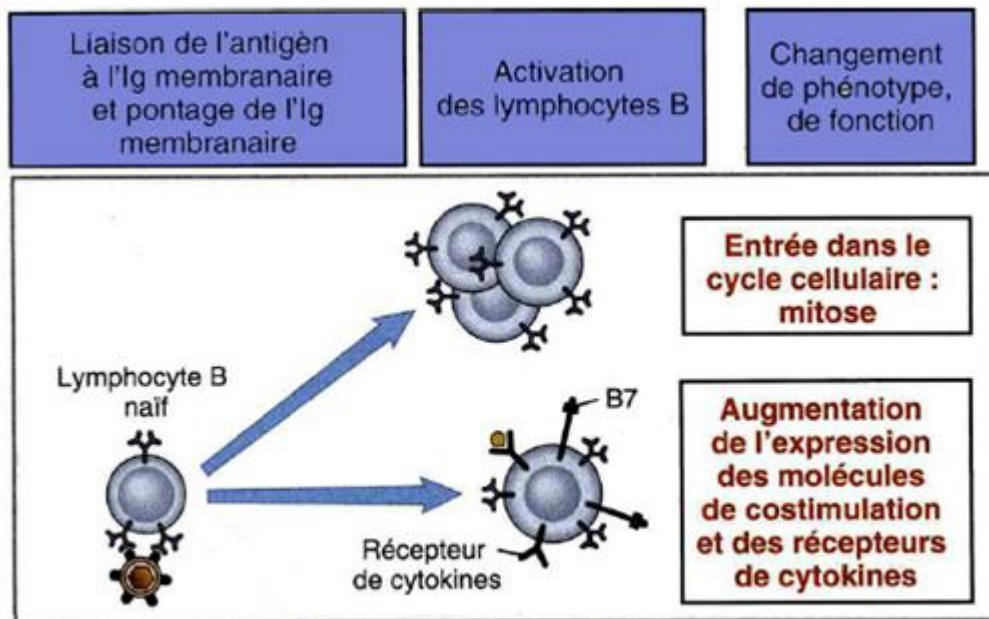 Liaison de l'antigèn
à l'Ig membranaire
et pontage de l'Ig
membranaire
Activation
des lymphocytes B
Changement
de phénotype,
de fonction
Entrée dans le
cycle cellulaire :
mitose
Lymphocyte B
naïf
B7
Récepteur
de cytokines
Augmentation
de l'expression
des molécules
de costimulation
et des récepteurs
de cytokines